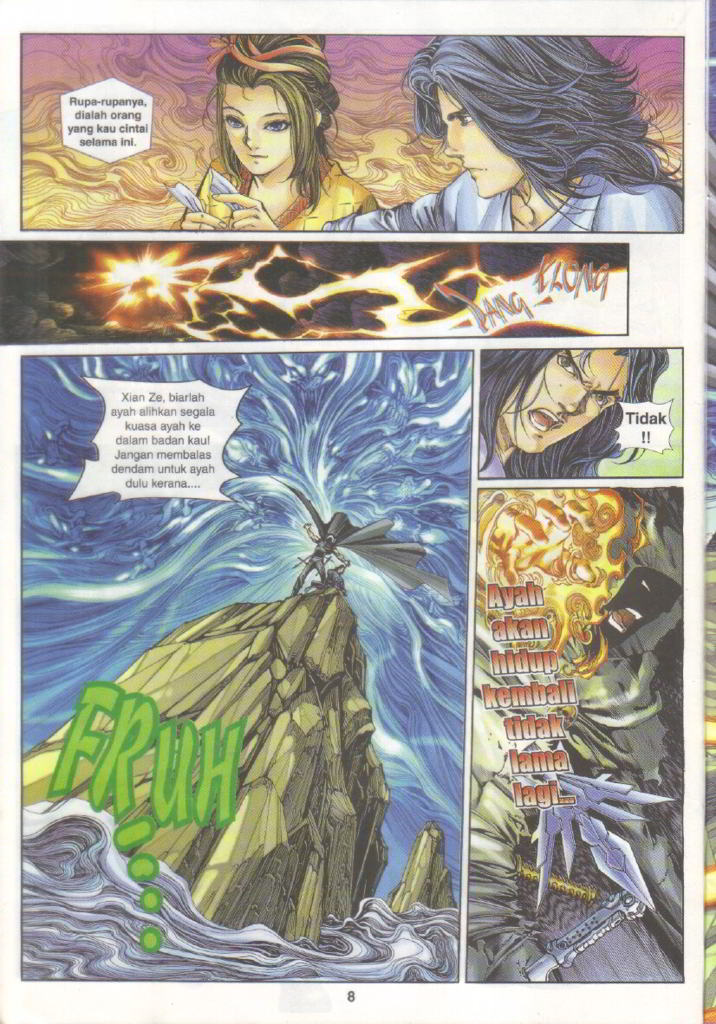 Rupa-rupanya,
dialah orang
yang kau cintai
selama ini.
DANG
KLONG
Xian Ze, biarlah
ayah alihkan segala
kuasa ayah ke
dalam badan kau!
Jangan membalas
dendam untuk ayah
dulu kerana....
Tidak
!!
Ayah
akan
hidup
kembali
tidak
lama
lagi...
FRUH
8